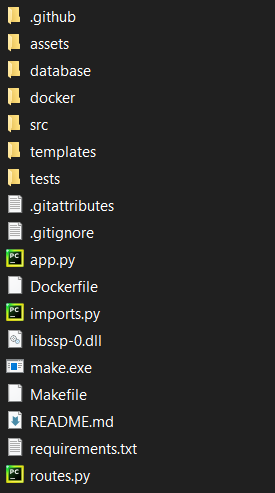 .github
assets
database
docker
src
templates
tests
.gitattributes
.gitignore
app.py
Dockerfile
imports.py
libssp-0.dll
make.exe
Makefile
README.md
requirements.txt
routes.py